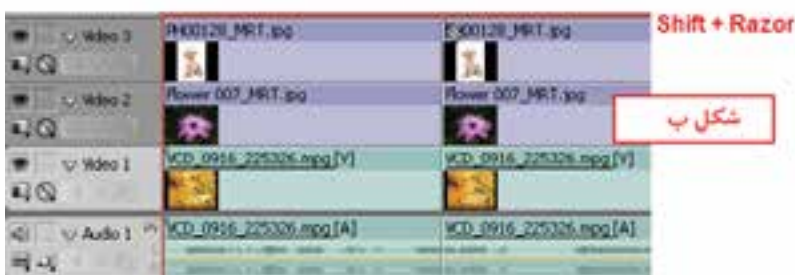 Video 3 PH00128_MRT.jpg PH00128_MRT.jpg Shift + Razor
Video 2 Flower 007_MRT.jpg Flower 007_MRT.jpg
شکل ب
Video 1 VCD_0916_225326.mpg [V] VCD_0916_225326.mpg [V]
Audio 1 VCD_0916_225326.mpg [A] VCD_0916_225326.mpg [A]